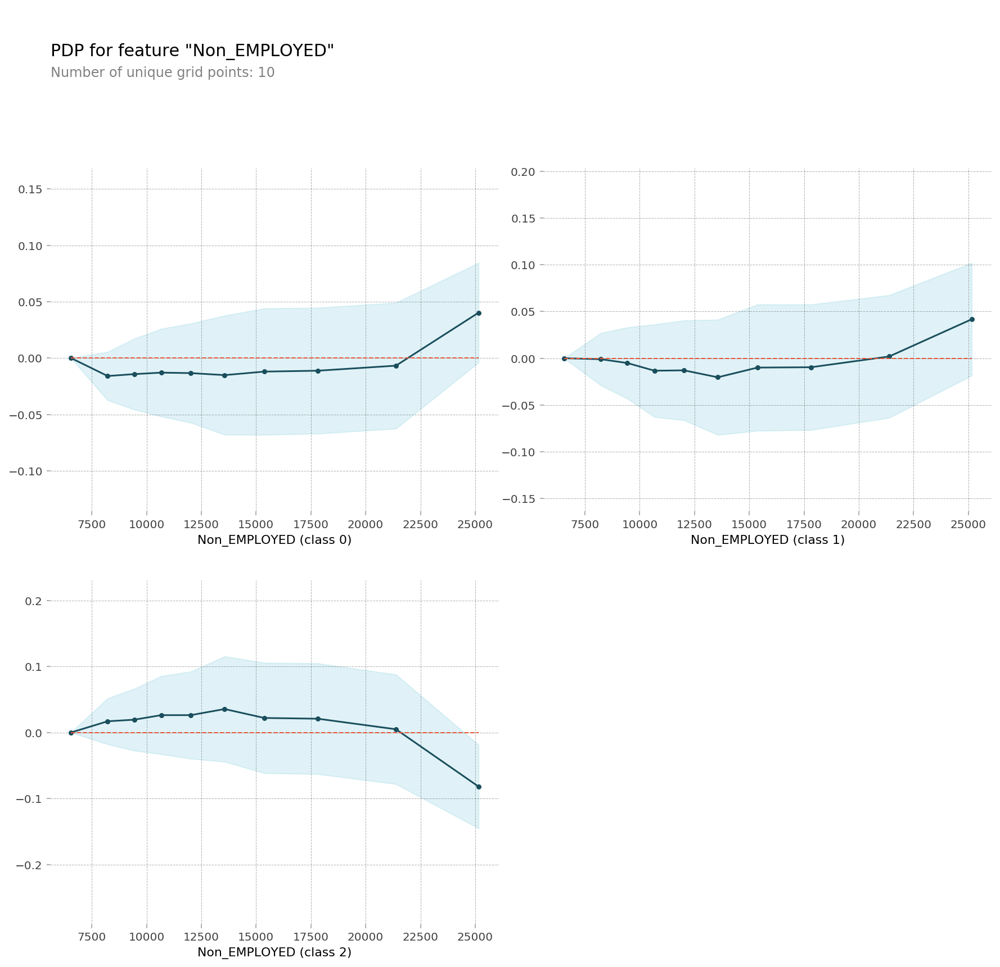 PDP for feature "Non_EMPLOYED"
Number of unique grid points: 10
0.15
0.10
0.05
0.00
−0.05
−0.10
7500 10000 12500 15000 17500 20000 22500 25000
Non_EMPLOYED (class 0)
0.20
0.15
0.10
0.05
0.00
−0.05
−0.10
−0.15
7500 10000 12500 15000 17500 20000 22500 25000
Non_EMPLOYED (class 1)
0.2
0.1
0.0
−0.1
−0.2
7500 10000 12500 15000 17500 20000 22500 25000
Non_EMPLOYED (class 2)